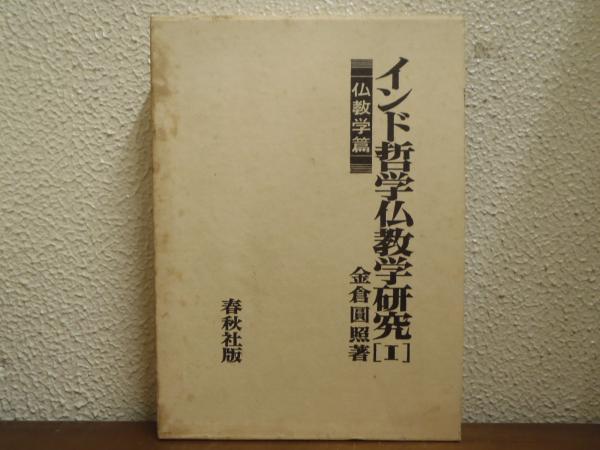 インド哲学仏教学研究[I]
仏教学篇
金倉圓照著
春秋社版